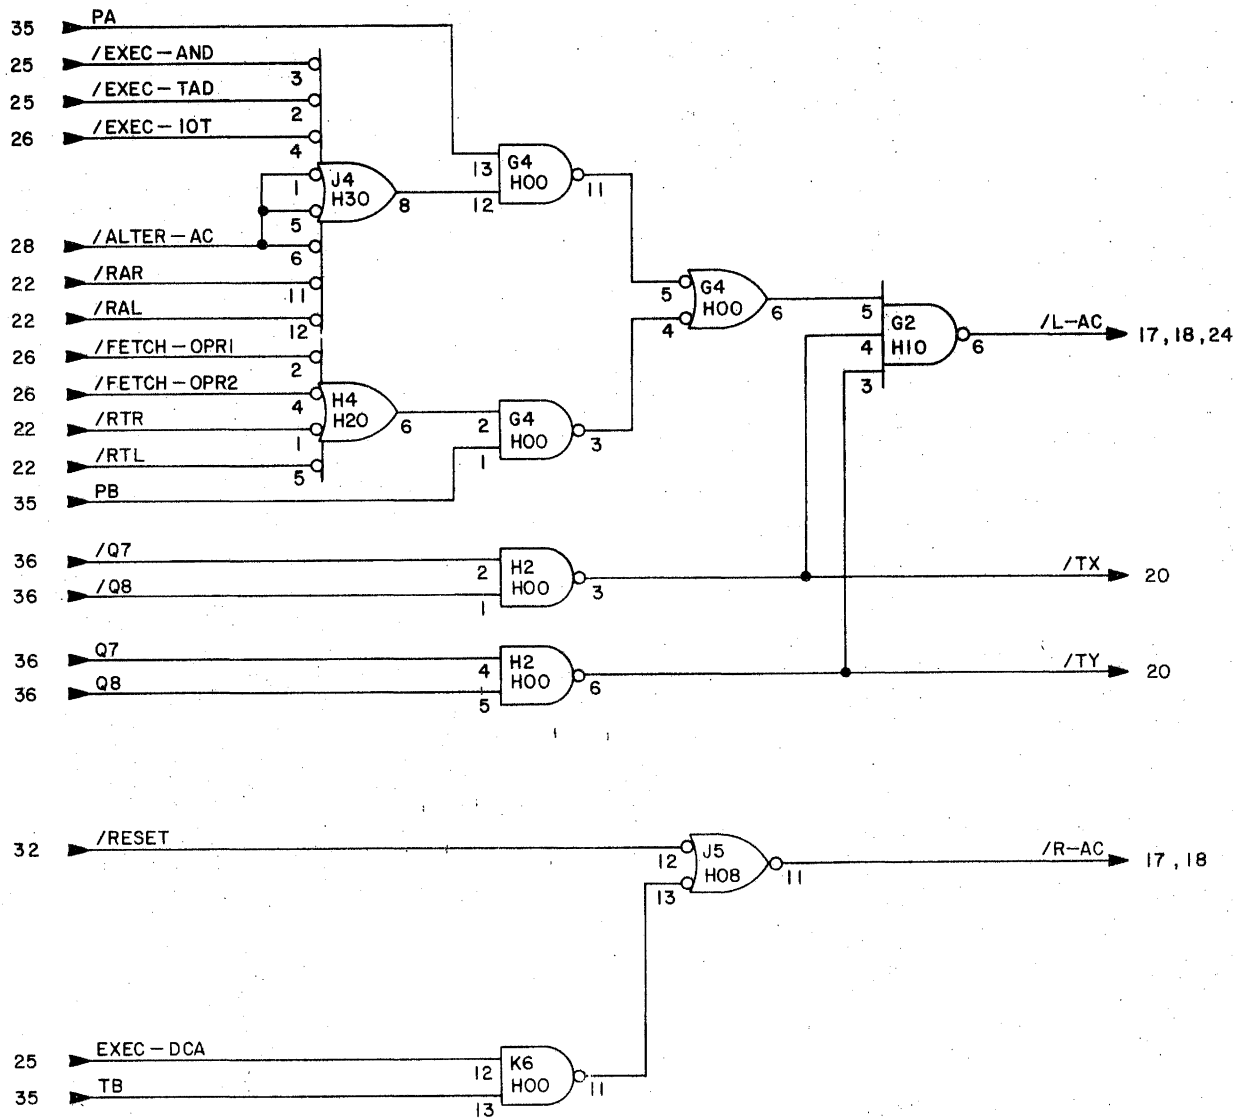 35 PA
25 /EXEC-AND
3
25 /EXEC-TAD
2
26 /EXEC-IOT
4
1
J4
H30
8
5
28 /ALTER-AC
6
22 /RAR
11
22 /RAL
12
26 /FETCH-OPR1
2
26 /FETCH-OPR2
4
H4
H20
6
22 /RTR
1
22 /RTL
5
35 PB
13
12
G4
H00
11
2
1
G4
H00
3
5
4
G4
H00
6
5
4
3
G2
H10
6
/L-AC 17,18,24
36 /Q7
36 /Q8
2
1
H2
H00
3
/TX 20
36 Q7
36 Q8
4
5
H2
H00
6
/TY 20
32 /RESET
12
13
J5
H08
11
/R-AC 17,18
25 EXEC-DCA
35 TB
12
13
K6
H00
11